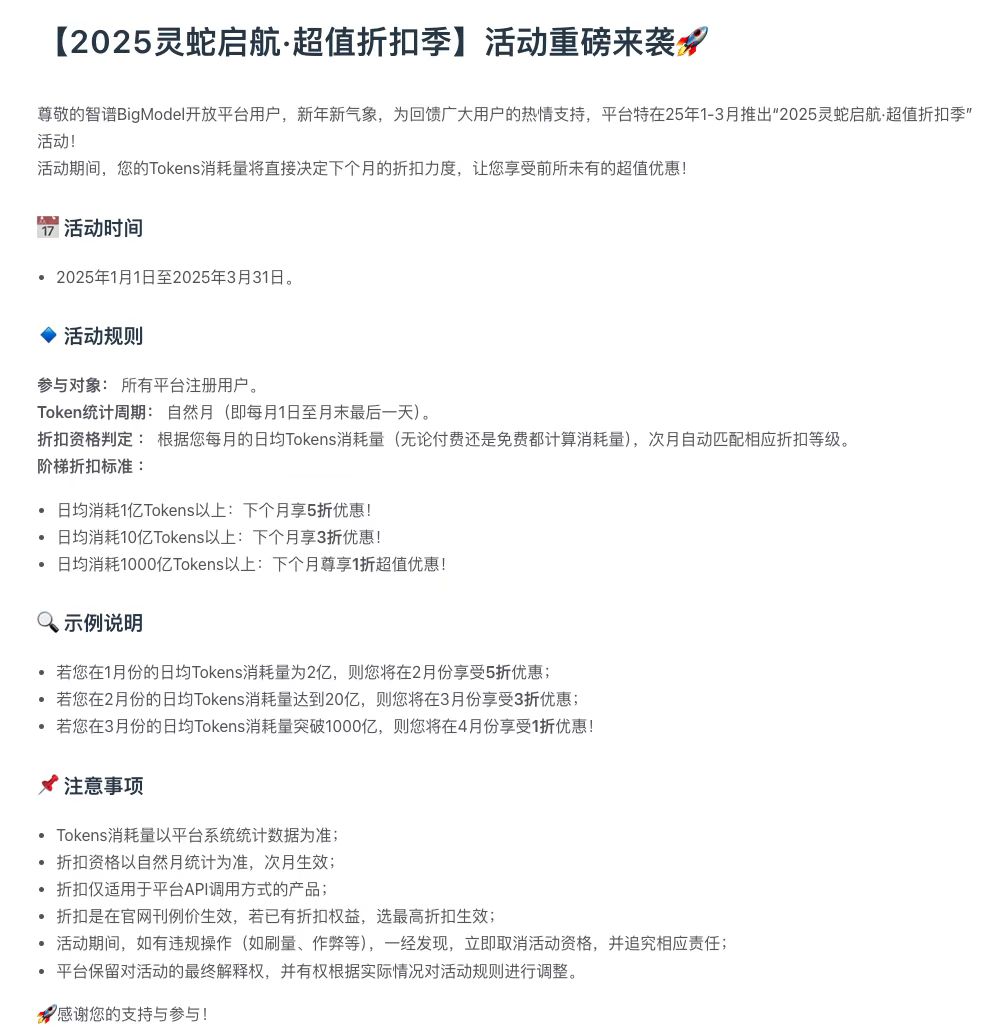 【2025灵蛇启航·超值折扣季】活动重磅来袭🚀
尊敬的智谱BigModel开放平台用户，新年新气象，为回馈广大用户的热情支持，平台特在25年1-3月推出“2025灵蛇启航·超值折扣季”
活动！
活动期间，您的Tokens消耗量将直接决定下个月的折扣力度，让您享受前所未有的超值优惠！
📅 活动时间
• 2025年1月1日至2025年3月31日。
🔹 活动规则
参与对象： 所有平台注册用户。
Token统计周期： 自然月（即每月1日至月末最后一天）。
折扣资格判定 ： 根据您每月的日均Tokens消耗量（无论付费还是免费都计算消耗量），次月自动匹配相应折扣等级。
阶梯折扣标准 ：
• 日均消耗1亿Tokens以上：下个月享5折优惠！
• 日均消耗10亿Tokens以上：下个月享3折优惠！
• 日均消耗1000亿Tokens以上：下个月尊享1折超值优惠！
🔍 示例说明
• 若您在1月份的日均Tokens消耗量为2亿，则您将在2月份享受5折优惠；
• 若您在2月份的日均Tokens消耗量达到20亿，则您将在3月份享受3折优惠；
• 若您在3月份的日均Tokens消耗量突破1000亿，则您将在4月份享受1折优惠！
📌 注意事项
• Tokens消耗量以平台系统统计数据为准；
• 折扣资格以自然月统计为准，次月生效；
• 折扣仅适用于平台API调用方式的产品；
• 折扣是在官网刊例价生效，若已有折扣权益，选最高折扣生效；
• 活动期间，如有违规操作（如刷量、作弊等），一经发现，立即取消活动资格，并追究相应责任；
• 平台保留对活动的最终解释权，并有权根据实际情况对活动规则进行调整。
🚀感谢您的支持与参与！